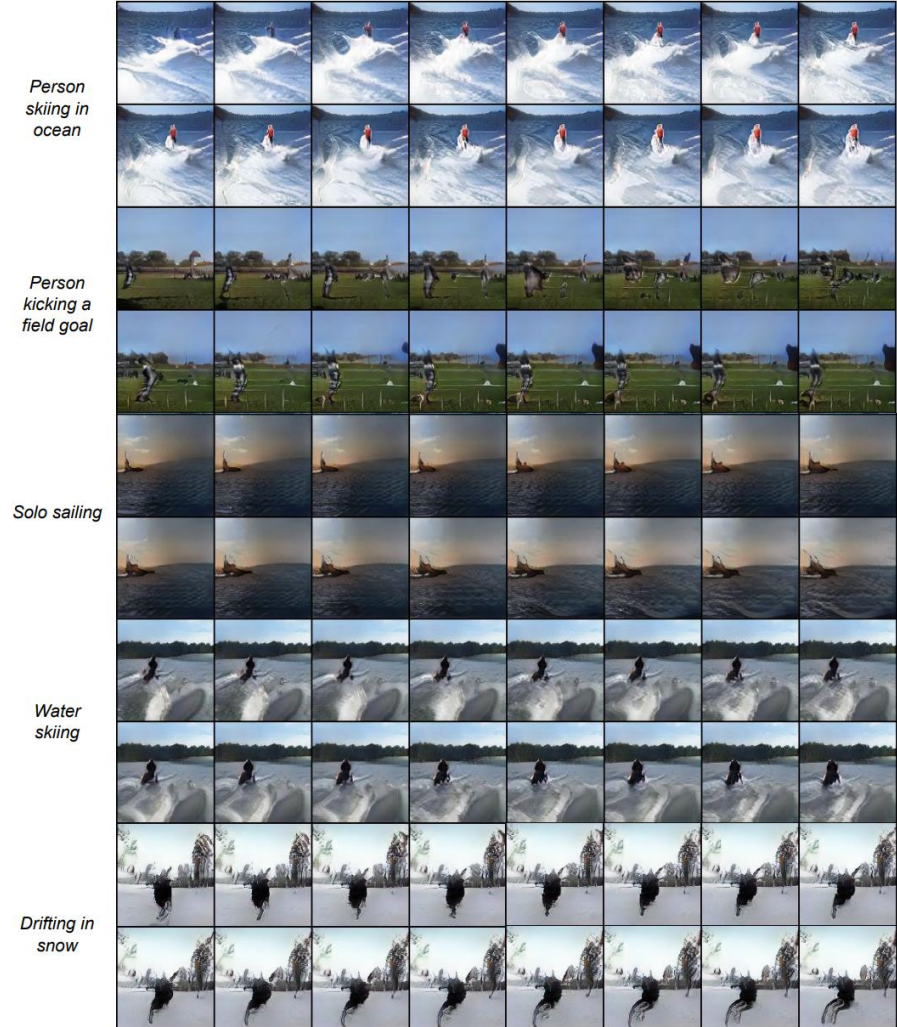 Person
skiing in
ocean
Person
kicking a
field goal
Solo sailing
Water
skiing
Drifting in
snow